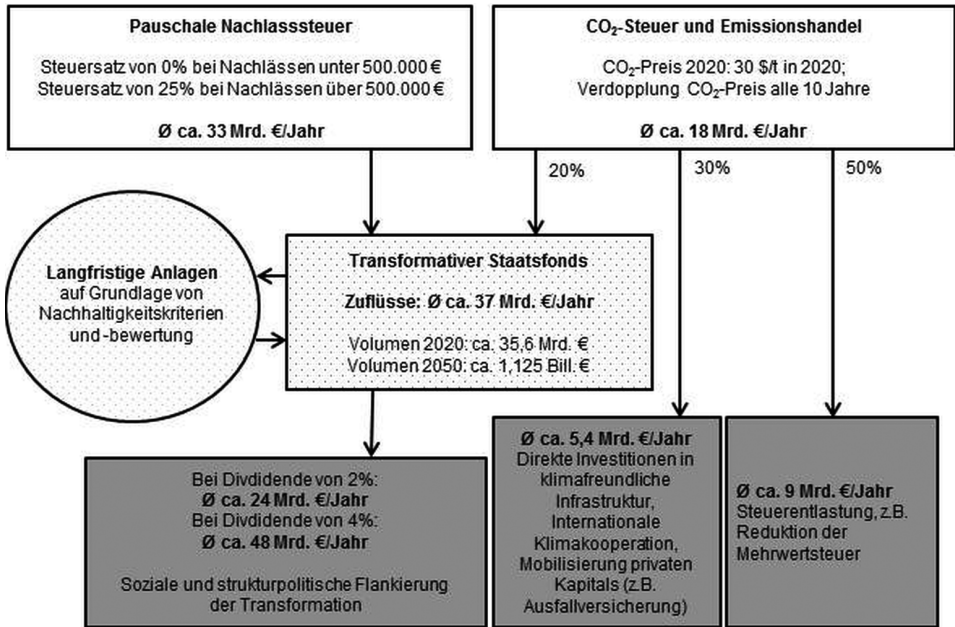 Pauschale Nachlasssteuer
Steuersatz von 0% bei Nachlässen unter 500.000 €
Steuersatz von 25% bei Nachlässen über 500.000 €
Ø ca. 33 Mrd. €/Jahr
CO₂-Steuer und Emissionshandel
CO₂-Preis 2020: 30 $/t in 2020;
Verdopplung CO₂-Preis alle 10 Jahre
Ø ca. 18 Mrd. €/Jahr
20%
30%
50%
Langfristige Anlagen
auf Grundlage von
Nachhaltigkeitskriterien
und -bewertung
Transformativer Staatsfonds
Zuflüsse: Ø ca. 37 Mrd. €/Jahr
Volumen 2020: ca. 35,6 Mrd. €
Volumen 2050: ca. 1,125 Bill. €
Bei Divdidende von 2%:
Ø ca. 24 Mrd. €/Jahr
Bei Divdidende von 4%:
Ø ca. 48 Mrd. €/Jahr
Soziale und strukturpolitische Flankierung
der Transformation
Ø ca. 5,4 Mrd. €/Jahr
Direkte Investitionen in
klimafreundliche
Infrastruktur,
Internationale
Klimakooperation,
Mobilisierung privaten
Kapitals (z.B.
Ausfallversicherung)
Ø ca. 9 Mrd. €/Jahr
Steuerentlastung, z.B.
Reduktion der
Mehrwertsteuer